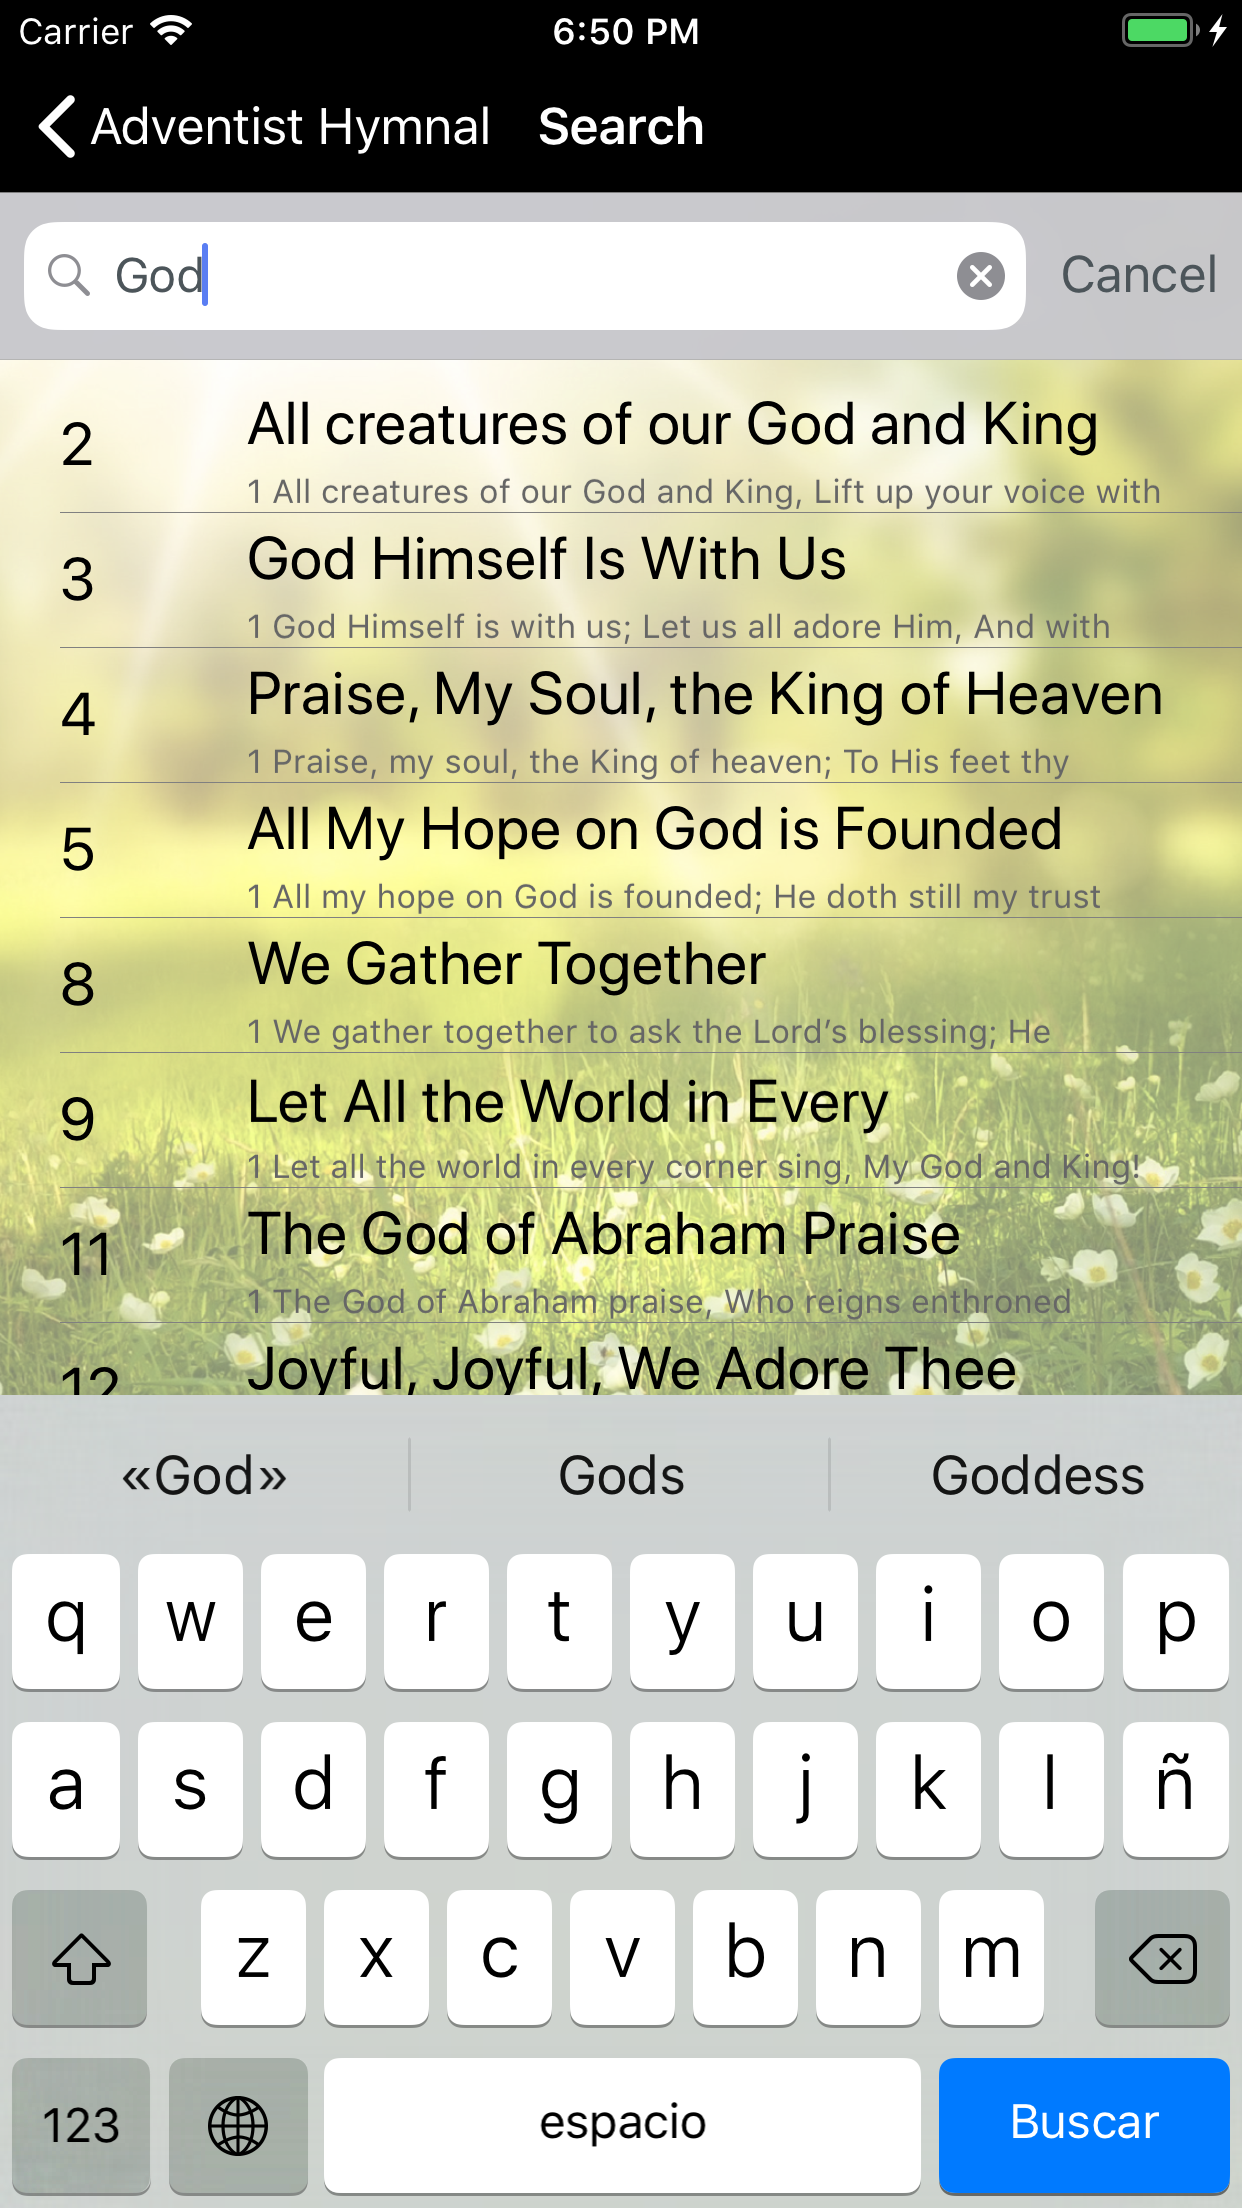 Carrier 6:50 PM
Adventist Hymnal Search
God Cancel
2 All creatures of our God and King
1 All creatures of our God and King, Lift up your voice with
3 God Himself Is With Us
1 God Himself is with us; Let us all adore Him, And with
4 Praise, My Soul, the King of Heaven
1 Praise, my soul, the King of heaven; To His feet thy
5 All My Hope on God is Founded
1 All my hope on God is founded; He doth still my trust
8 We Gather Together
1 We gather together to ask the Lord’s blessing; He
9 Let All the World in Every
1 Let all the world in every corner sing, My God and King!
11 The God of Abraham Praise
1 The God of Abraham praise, Who reigns enthroned
12 Joyful, Joyful, We Adore Thee
«God» Gods Goddess
q w e r t y u i o p
a s d f g h j k l ñ
z x c v b n m
123 espacio Buscar